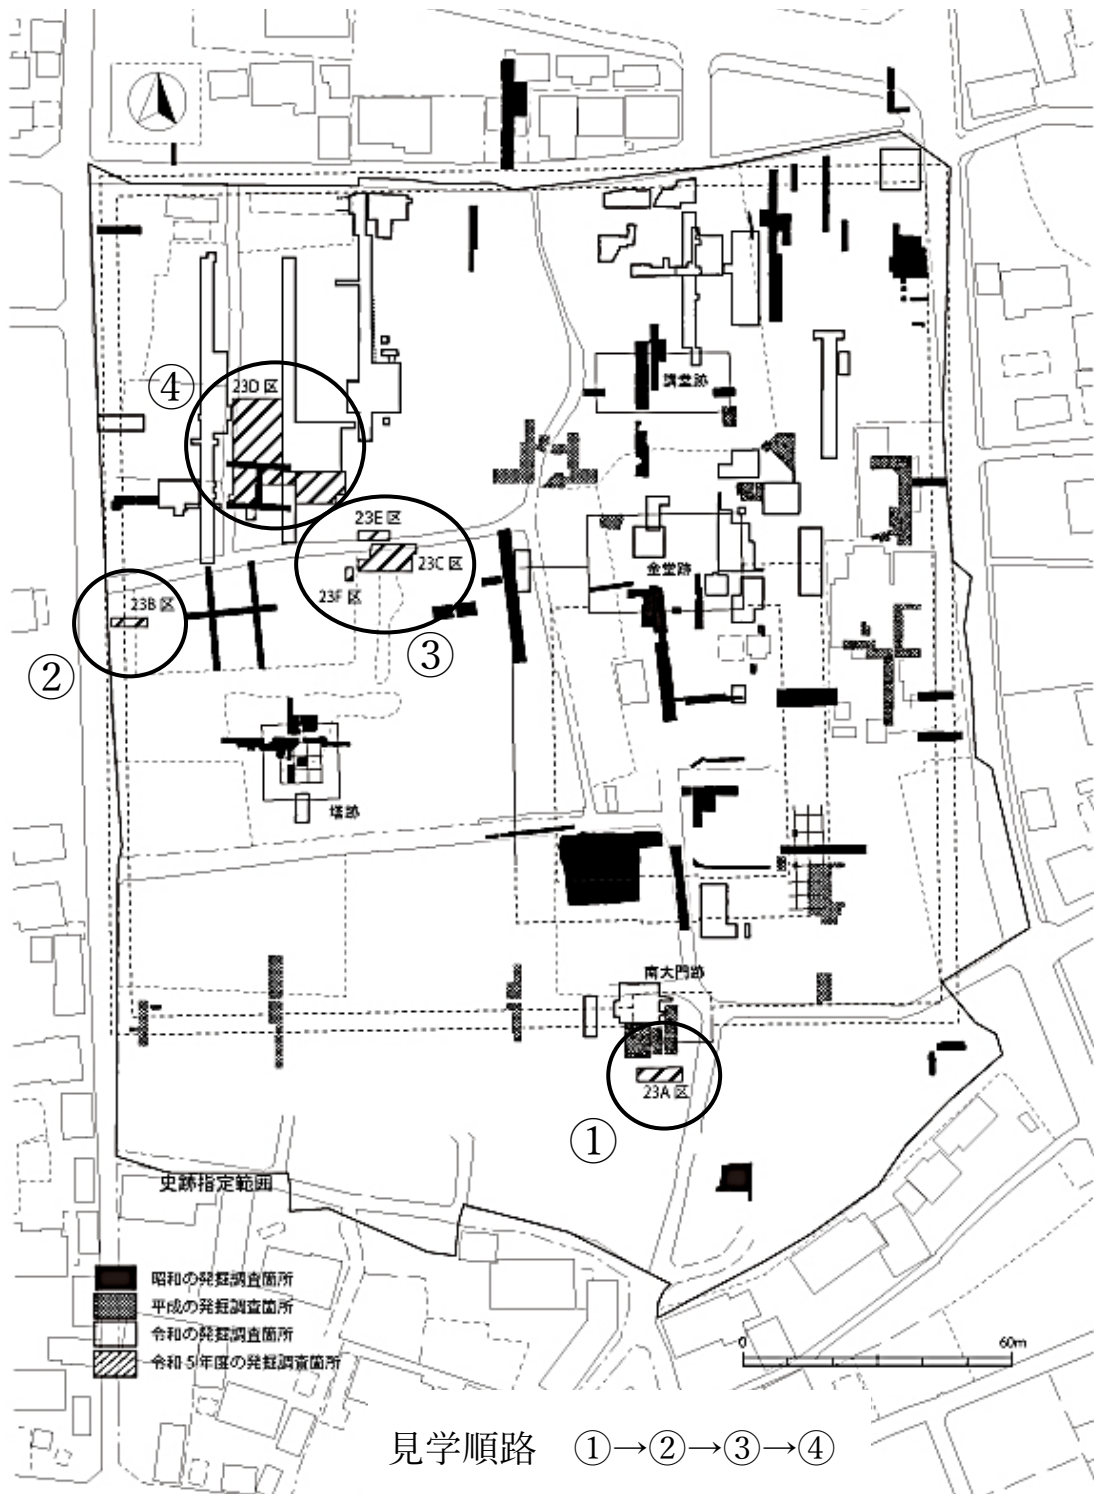 講堂跡
④
23D 区
23E 区
23C 区
金堂跡
23F 区
23B 区
③
②
塔跡
南大門跡
23A 区
①
史跡指定範囲
昭和の発掘調査箇所
平成の発掘調査箇所
令和の発掘調査箇所
令和 5 年度の発掘調査箇所
0 60m
見学順路 ①→②→③→④